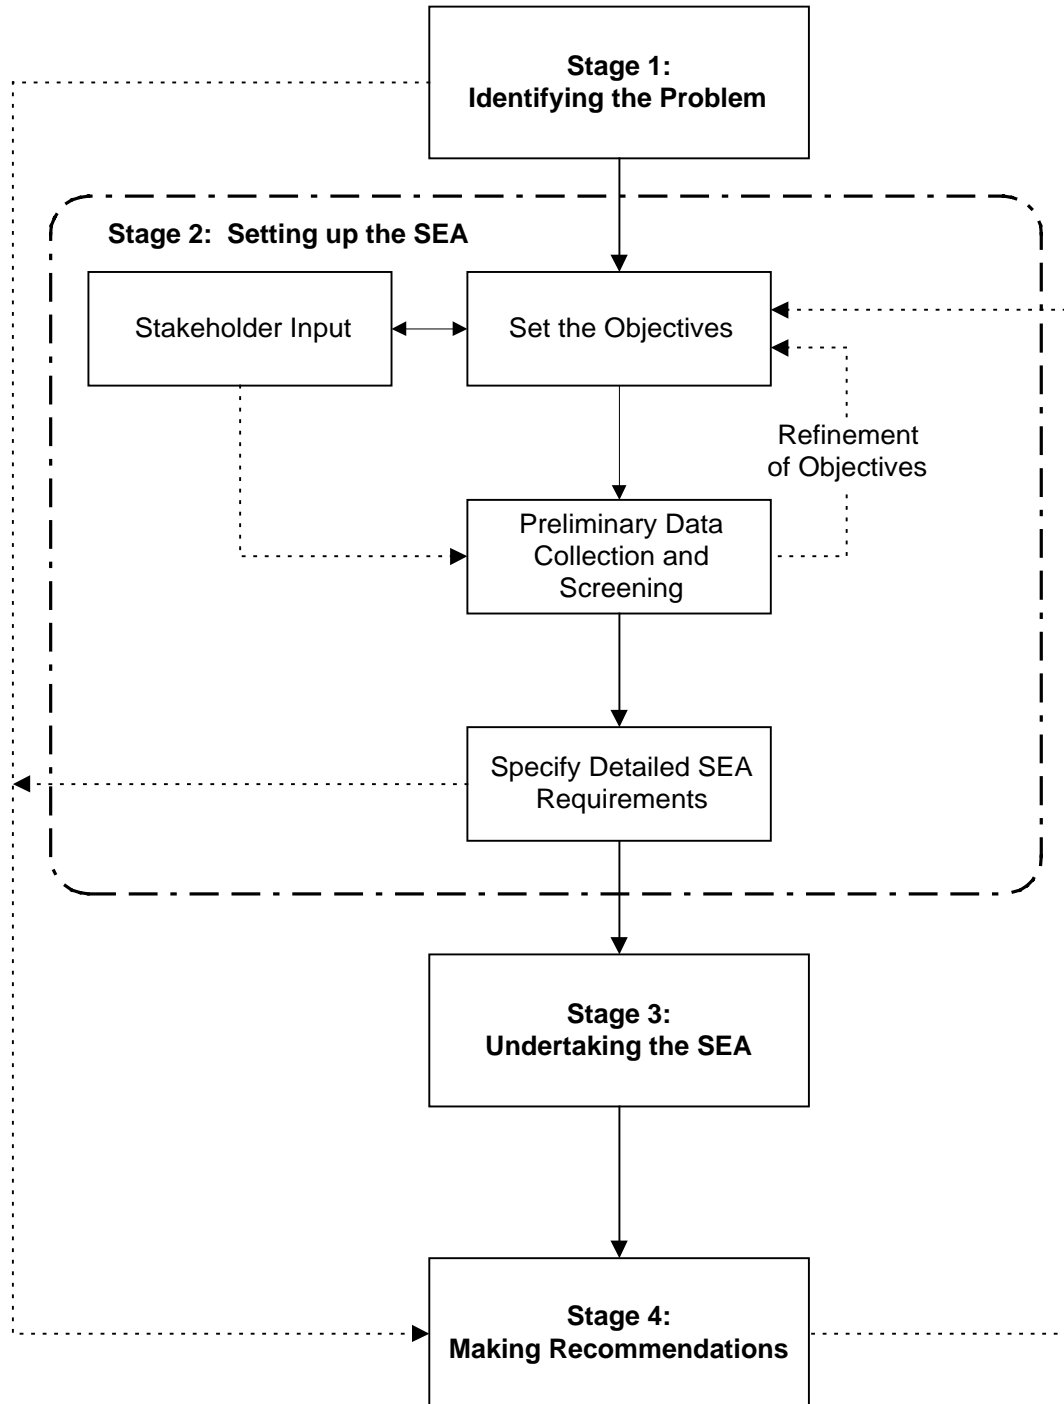 Stage 1:
Identifying the Problem
Stage 2: Setting up the SEA
Stakeholder Input
Set the Objectives
Refinement
of Objectives
Preliminary Data
Collection and
Screening
Specify Detailed SEA
Requirements
Stage 3:
Undertaking the SEA
Stage 4:
Making Recommendations